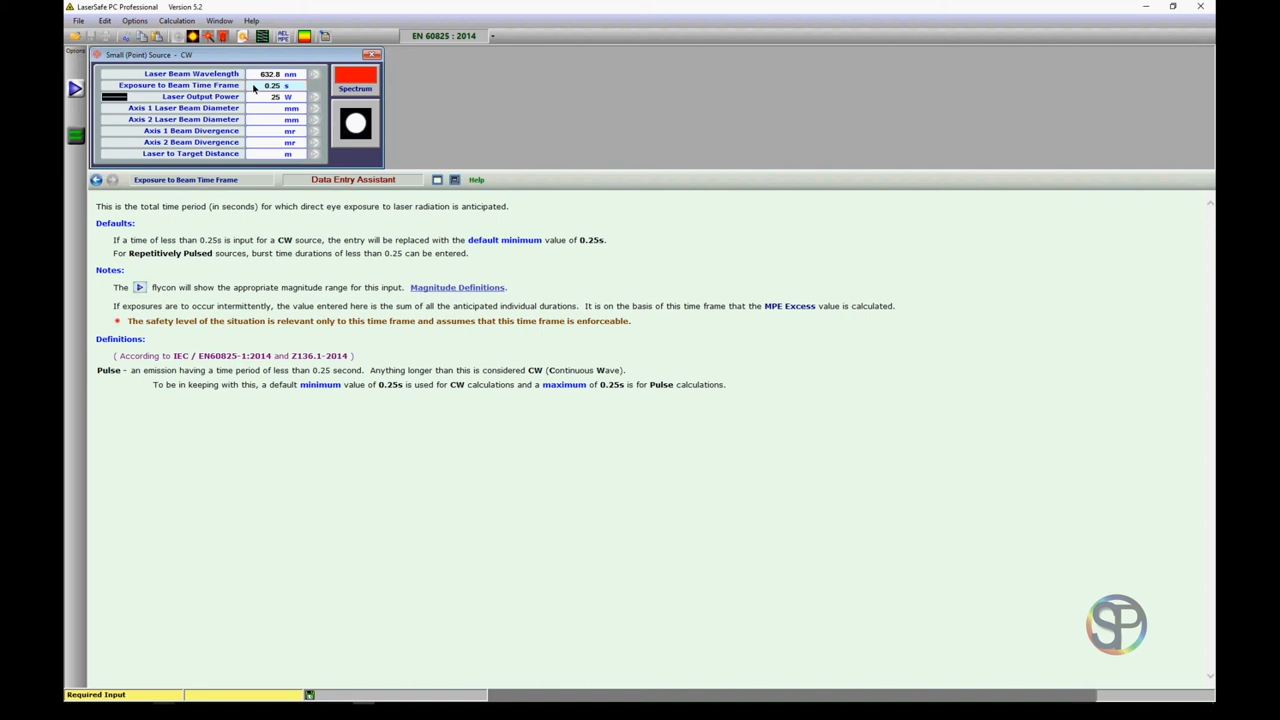 LaserSafe PC Professional Version 5.2
File Edit Options Calculation Window Help
AEL MPE EN 60825 : 2014
Options
Small (Point) Source - CW
Laser Beam Wavelength 632.8 nm
Exposure to Beam Time Frame 0.25 s
Laser Output Power 25 W
Axis 1 Laser Beam Diameter mm
Axis 2 Laser Beam Diameter mm
Axis 1 Beam Divergence mr
Axis 2 Beam Divergence mr
Laser to Target Distance m
Spectrum
Exposure to Beam Time Frame Data Entry Assistant Help
This is the total time period (in seconds) for which direct eye exposure to laser radiation is anticipated.
Defaults:
If a time of less than 0.25s is input for a CW source, the entry will be replaced with the default minimum value of 0.25s.
For Repetitively Pulsed sources, burst time durations of less than 0.25 can be entered.
Notes:
The flycon will show the appropriate magnitude range for this input. Magnitude Definitions.
If exposures are to occur intermittently, the value entered here is the sum of all the anticipated individual durations. It is on the basis of this time frame that the MPE Excess value is calculated.
* The safety level of the situation is relevant only to this time frame and assumes that this time frame is enforceable.
Definitions:
( According to IEC / EN60825-1:2014 and Z136.1-2014 )
Pulse - an emission having a time period of less than 0.25 second. Anything longer than this is considered CW (Continuous Wave).
To be in keeping with this, a default minimum value of 0.25s is used for CW calculations and a maximum of 0.25s is for Pulse calculations.
SP
Required Input